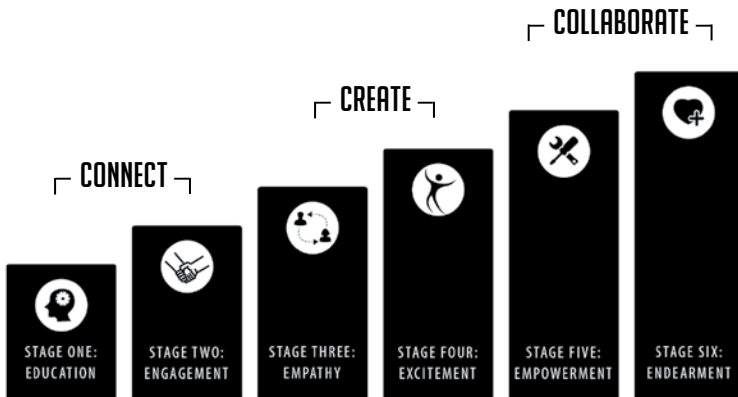 COLLABORATE
CREATE
CONNECT
STAGE ONE:
EDUCATION
STAGE TWO:
ENGAGEMENT
STAGE THREE:
EMPATHY
STAGE FOUR:
EXCITEMENT
STAGE FIVE:
EMPOWERMENT
STAGE SIX:
ENDEARMENT